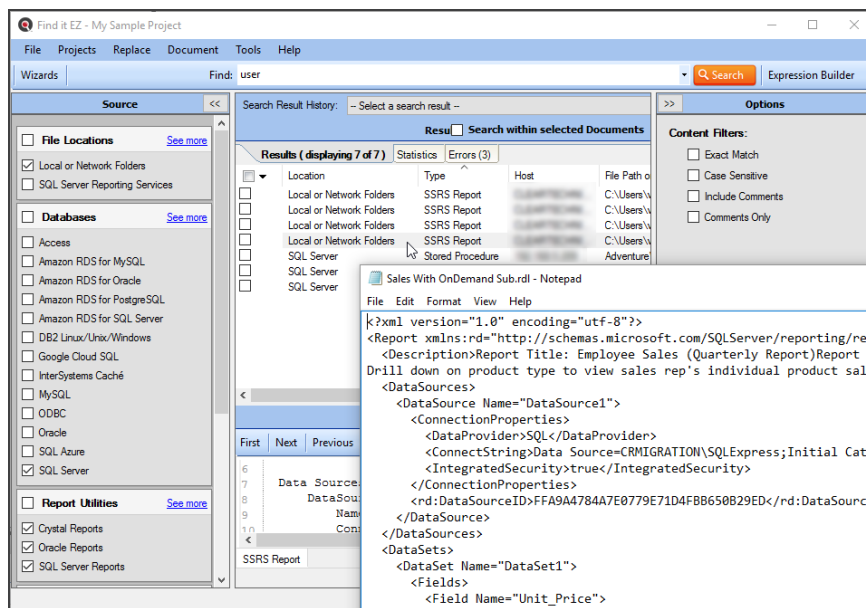 Find it EZ - My Sample Project
File Projects Replace Document Tools Help
Wizards Find: user Search Expression Builder
Source <<
File Locations See more
Local or Network Folders
SQL Server Reporting Services
Databases See more
Access
Amazon RDS for MySQL
Amazon RDS for Oracle
Amazon RDS for PostgreSQL
Amazon RDS for SQL Server
DB2 Linux/Unix/Windows
Google Cloud SQL
InterSystems Caché
MySQL
ODBC
Oracle
SQL Azure
SQL Server
Report Utilities See more
Crystal Reports
Oracle Reports
SQL Server Reports
Search Result History: -- Select a search result --
Resu Search within selected Documents
Results ( displaying 7 of 7 ) Statistics Errors (3)
Location Type Host File Path o
Local or Network Folders SSRS Report C:\Users\v
Local or Network Folders SSRS Report C:\Users\v
Local or Network Folders SSRS Report C:\Users\v
Local or Network Folders SSRS Report C:\Users\v
SQL Server Stored Procedure Adventure
SQL Server
SQL Server
First Next Previous
6
7 Data Source
8 DataSou
9 Nam
10 Con
SSRS Report
>> Options
Content Filters:
Exact Match
Case Sensitive
Include Comments
Comments Only
Sales With OnDemand Sub.rdl - Notepad
File Edit Format View Help
<?xml version="1.0" encoding="utf-8"?>
<Report xmlns:rd="http://schemas.microsoft.com/SQLServer/reporting/re
<Description>Report Title: Employee Sales (Quarterly Report)Report
Drill down on product type to view sales rep's individual product sal
<DataSources>
<DataSource Name="DataSource1">
<ConnectionProperties>
<DataProvider>SQL</DataProvider>
<ConnectString>Data Source=CRMIGRATION\SQLExpress;Initial Cat
<IntegratedSecurity>true</IntegratedSecurity>
</ConnectionProperties>
<rd:DataSourceID>FFA9A4784A7E0779E71D4FBB650B29ED</rd:DataSourc
</DataSource>
</DataSources>
<DataSets>
<DataSet Name="DataSet1">
<Fields>
<Field Name="Unit_Price">